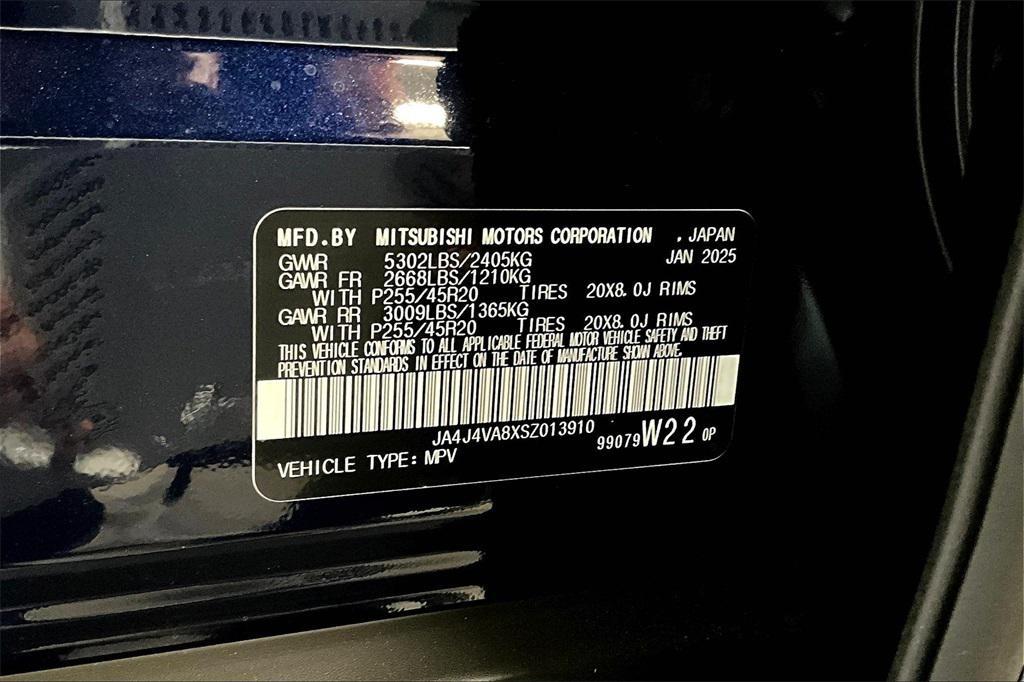 MFD.BY MITSUBISHI MOTORS CORPORATION , JAPAN
GVWR 5302LBS/2405KG JAN 2025
GAWR FR 2668LBS/1210KG
WITH P255/45R20 TIRES 20X8.0J RIMS
GAWR RR 3009LBS/1365KG
WITH P255/45R20 TIRES 20X8.0J RIMS
THIS VEHICLE CONFORMS TO ALL APPLICABLE FEDERAL MOTOR VEHICLE SAFETY AND THEFT
PREVENTION STANDARDS IN EFFECT ON THE DATE OF MANUFACTURE SHOWN ABOVE.
JA4J4VA8XSZ013910
99079 W22 OP
VEHICLE TYPE: MPV